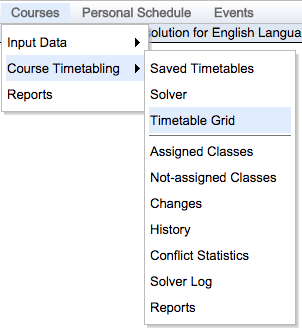 Courses Personal Schedule Events
olution for English Langua
Input Data
Course Timetabling
Reports
Saved Timetables
Solver
Timetable Grid
Assigned Classes
Not-assigned Classes
Changes
History
Conflict Statistics
Solver Log
Reports